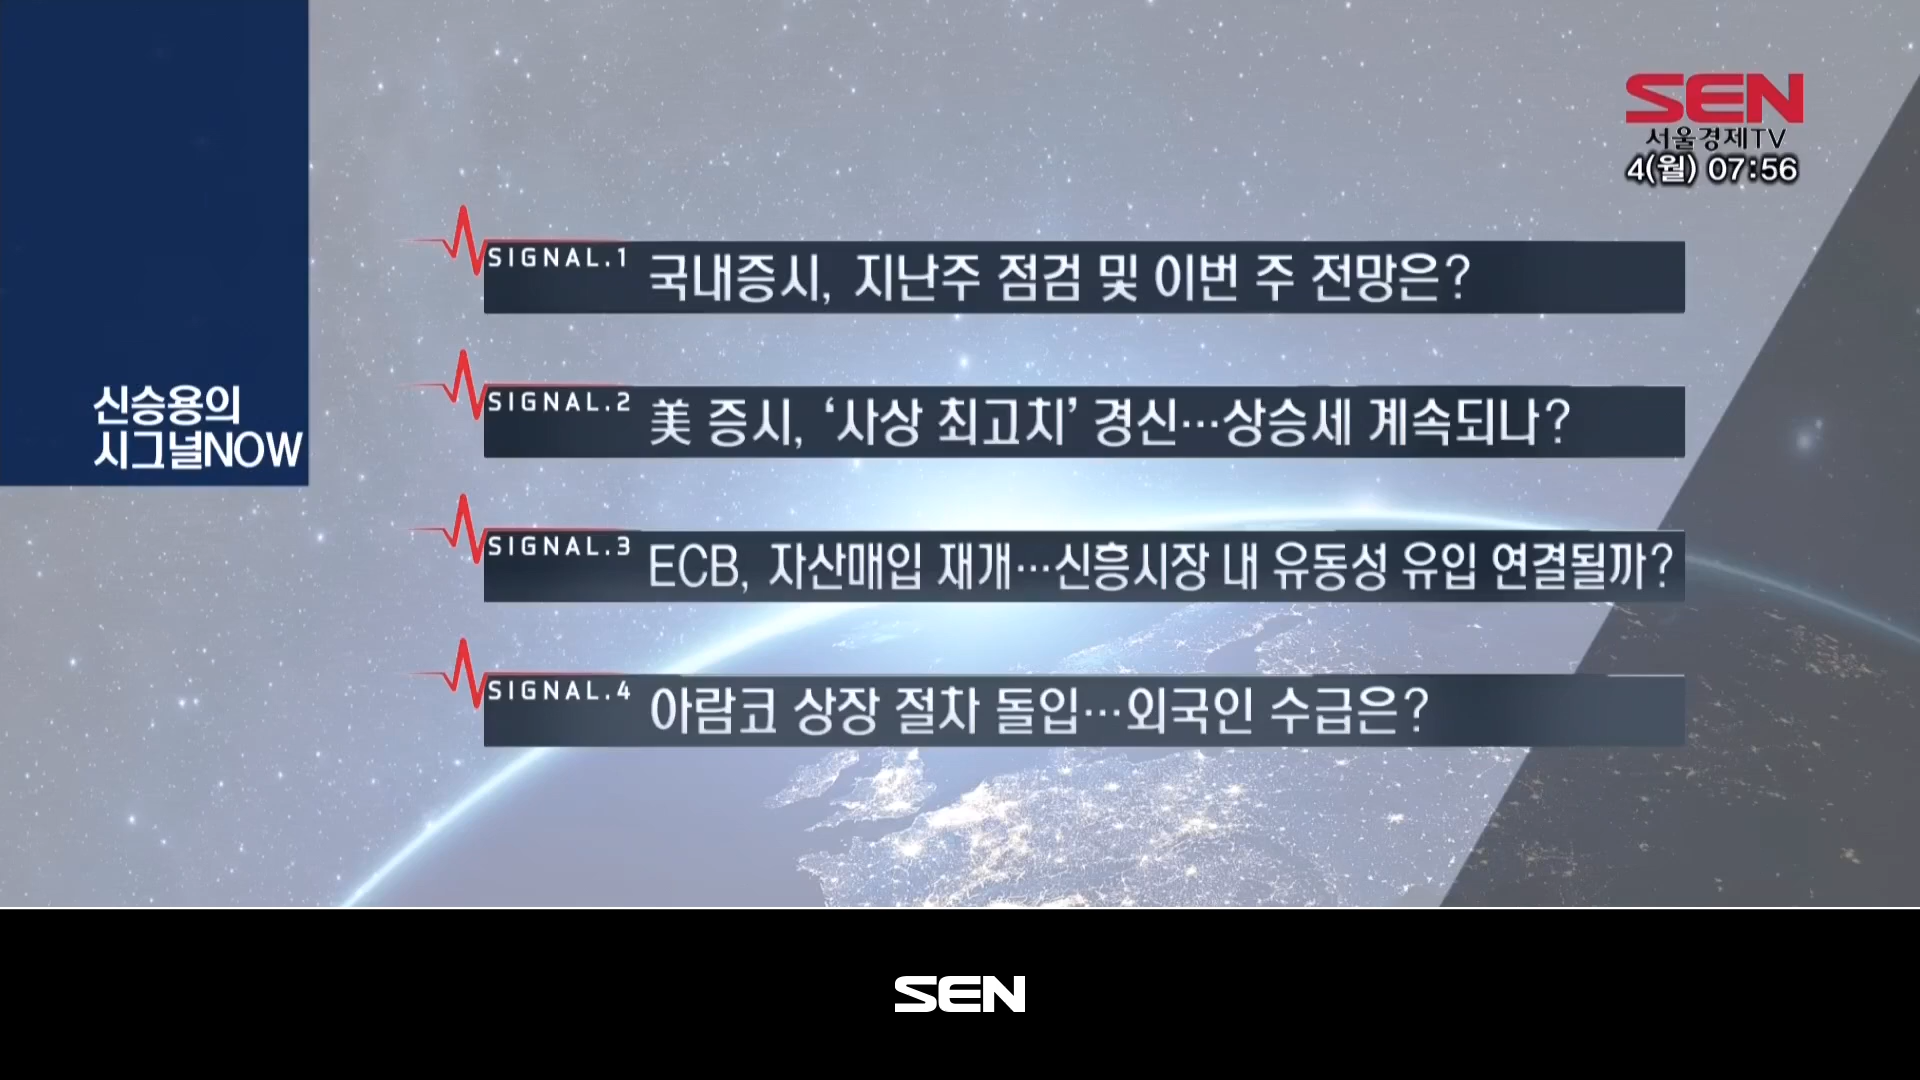 SEN
서울경제TV
4(월) 07:56
SIGNAL.1 국내증시, 지난주 점검 및 이번 주 전망은?
SIGNAL.2 美 증시, ‘사상 최고치’ 경신…상승세 계속되나?
신승용의
시그널NOW
SIGNAL.3 ECB, 자산매입 재개…신흥시장 내 유동성 유입 연결될까?
SIGNAL.4 아람코 상장 절차 돌입…외국인 수급은?
SEN